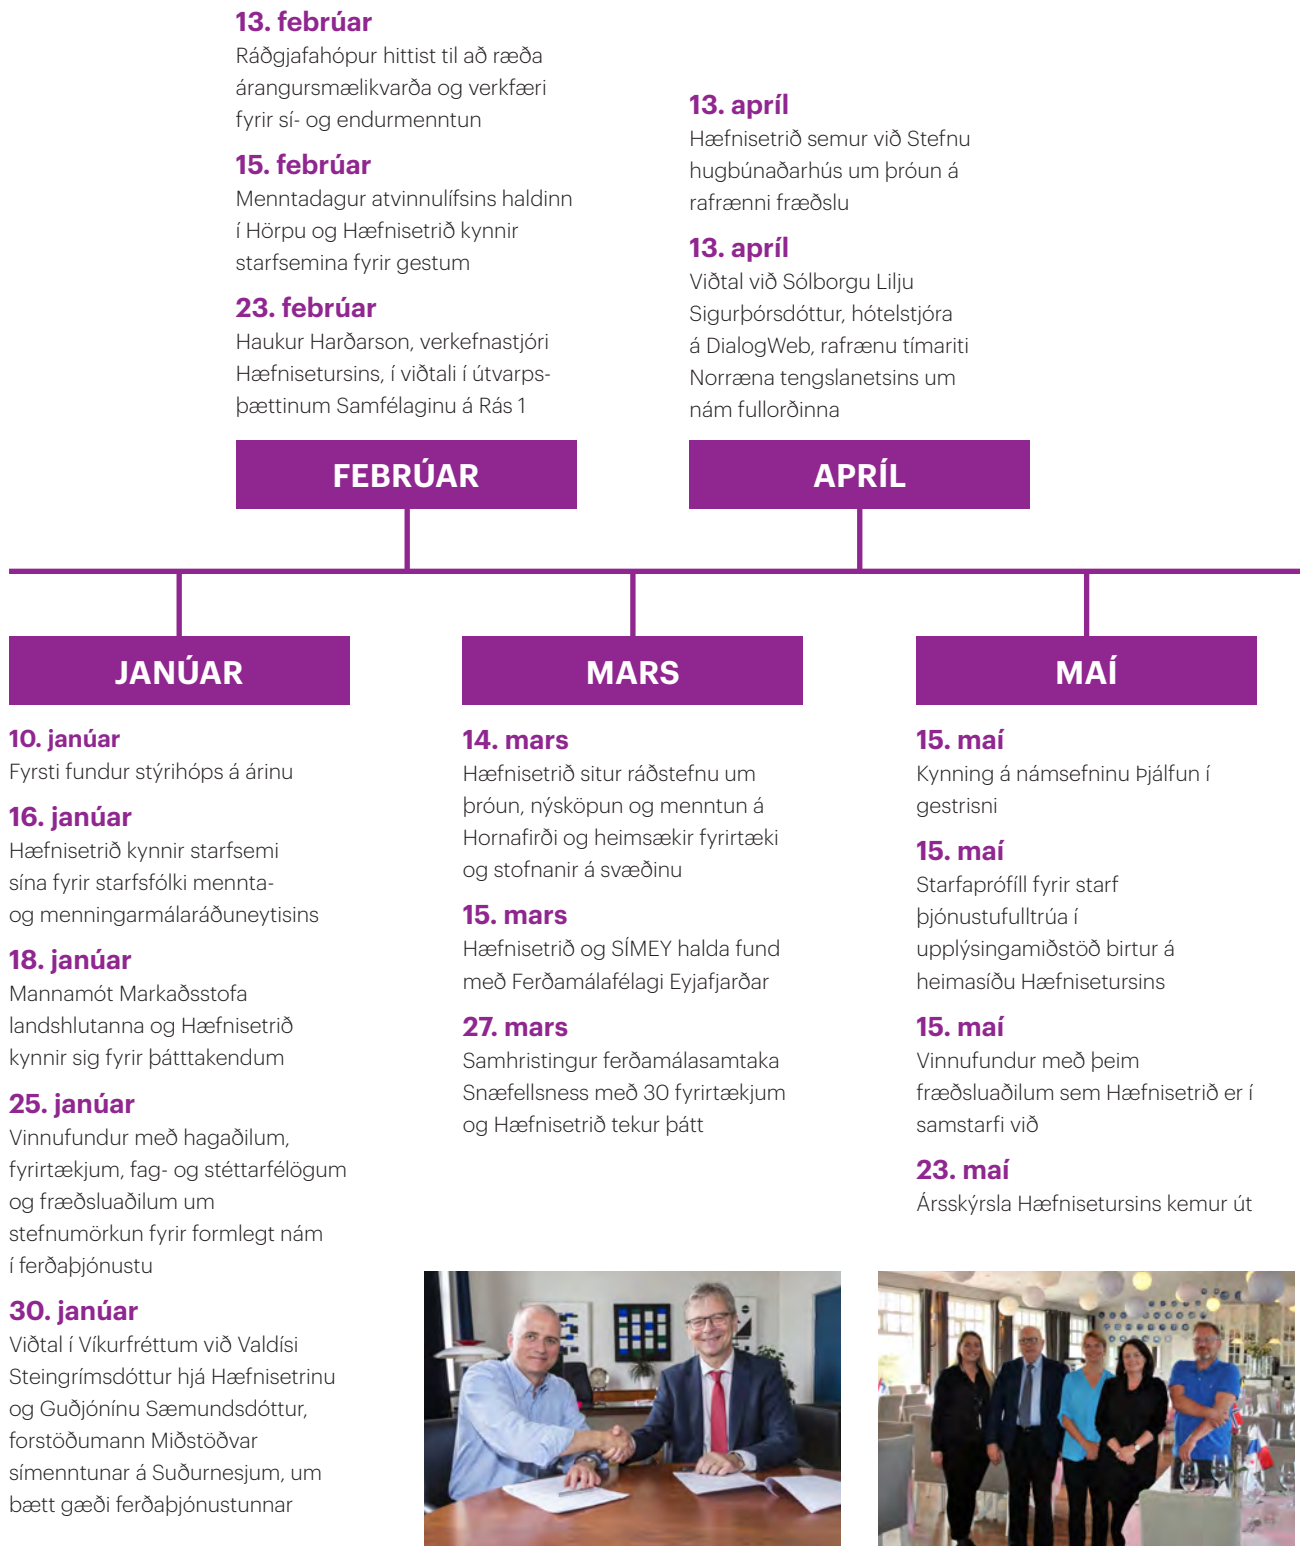 13. febrúar
Ráðgjafahópur hittist til að ræða
árangursmælikvarða og verkfæri
fyrir sí- og endurmenntun
15. febrúar
Menntadagur atvinnulífsins haldinn
í Hörpu og Hæfnisetrið kynnir
starfsemina fyrir gestum
23. febrúar
Haukur Harðarson, verkefnastjóri
Hæfnisetursins, í viðtali í útvarps-
þættinum Samfélaginu á Rás 1
FEBRÚAR
13. apríl
Hæfnisetrið semur við Stefnu
hugbúnaðarhús um þróun á
rafrænni fræðslu
13. apríl
Viðtal við Sólborgu Lilju
Sigurþórsdóttur, hótelstjóra
á DialogWeb, rafrænu tímariti
Norræna tengslanetsins um
nám fullorðinna
APRÍL
JANÚAR
10. janúar
Fyrsti fundur stýrihóps á árinu
16. janúar
Hæfnisetrið kynnir starfsemi
sína fyrir starfsfólki mennta-
og menningarmálaráðuneytisins
18. janúar
Mannamót Markaðsstofa
landshlutanna og Hæfnisetrið
kynnir sig fyrir þátttakendum
25. janúar
Vinnufundur með hagaðilum,
fyrirtækjum, fag- og stéttarfélögum
og fræðsluaðilum um
stefnumörkun fyrir formlegt nám
í ferðaþjónustu
30. janúar
Viðtal í Víkurfréttum við Valdísi
Steingrímsdóttur hjá Hæfnisetrinu
og Guðjónínu Sæmundsdóttur,
forstöðumann Miðstöðvar
símenntunar á Suðurnesjum, um
bætt gæði ferðaþjónustunnar
MARS
14. mars
Hæfnisetrið situr ráðstefnu um
þróun, nýsköpun og menntun á
Hornafirði og heimsækir fyrirtæki
og stofnanir á svæðinu
15. mars
Hæfnisetrið og SÍMEY halda fund
með Ferðamálafélagi Eyjafjarðar
27. mars
Samhristingur ferðamálasamtaka
Snæfellsness með 30 fyrirtækjum
og Hæfnisetrið tekur þátt
MAÍ
15. maí
Kynning á námsefninu Þjálfun í
gestrisni
15. maí
Starfaprófíll fyrir starf
þjónustufulltrúa í
upplýsingamiðstöð birtur á
heimasíðu Hæfnisetursins
15. maí
Vinnufundur með þeim
fræðsluaðilum sem Hæfnisetrið er í
samstarfi við
23. maí
Ársskýrsla Hæfnisetursins kemur út